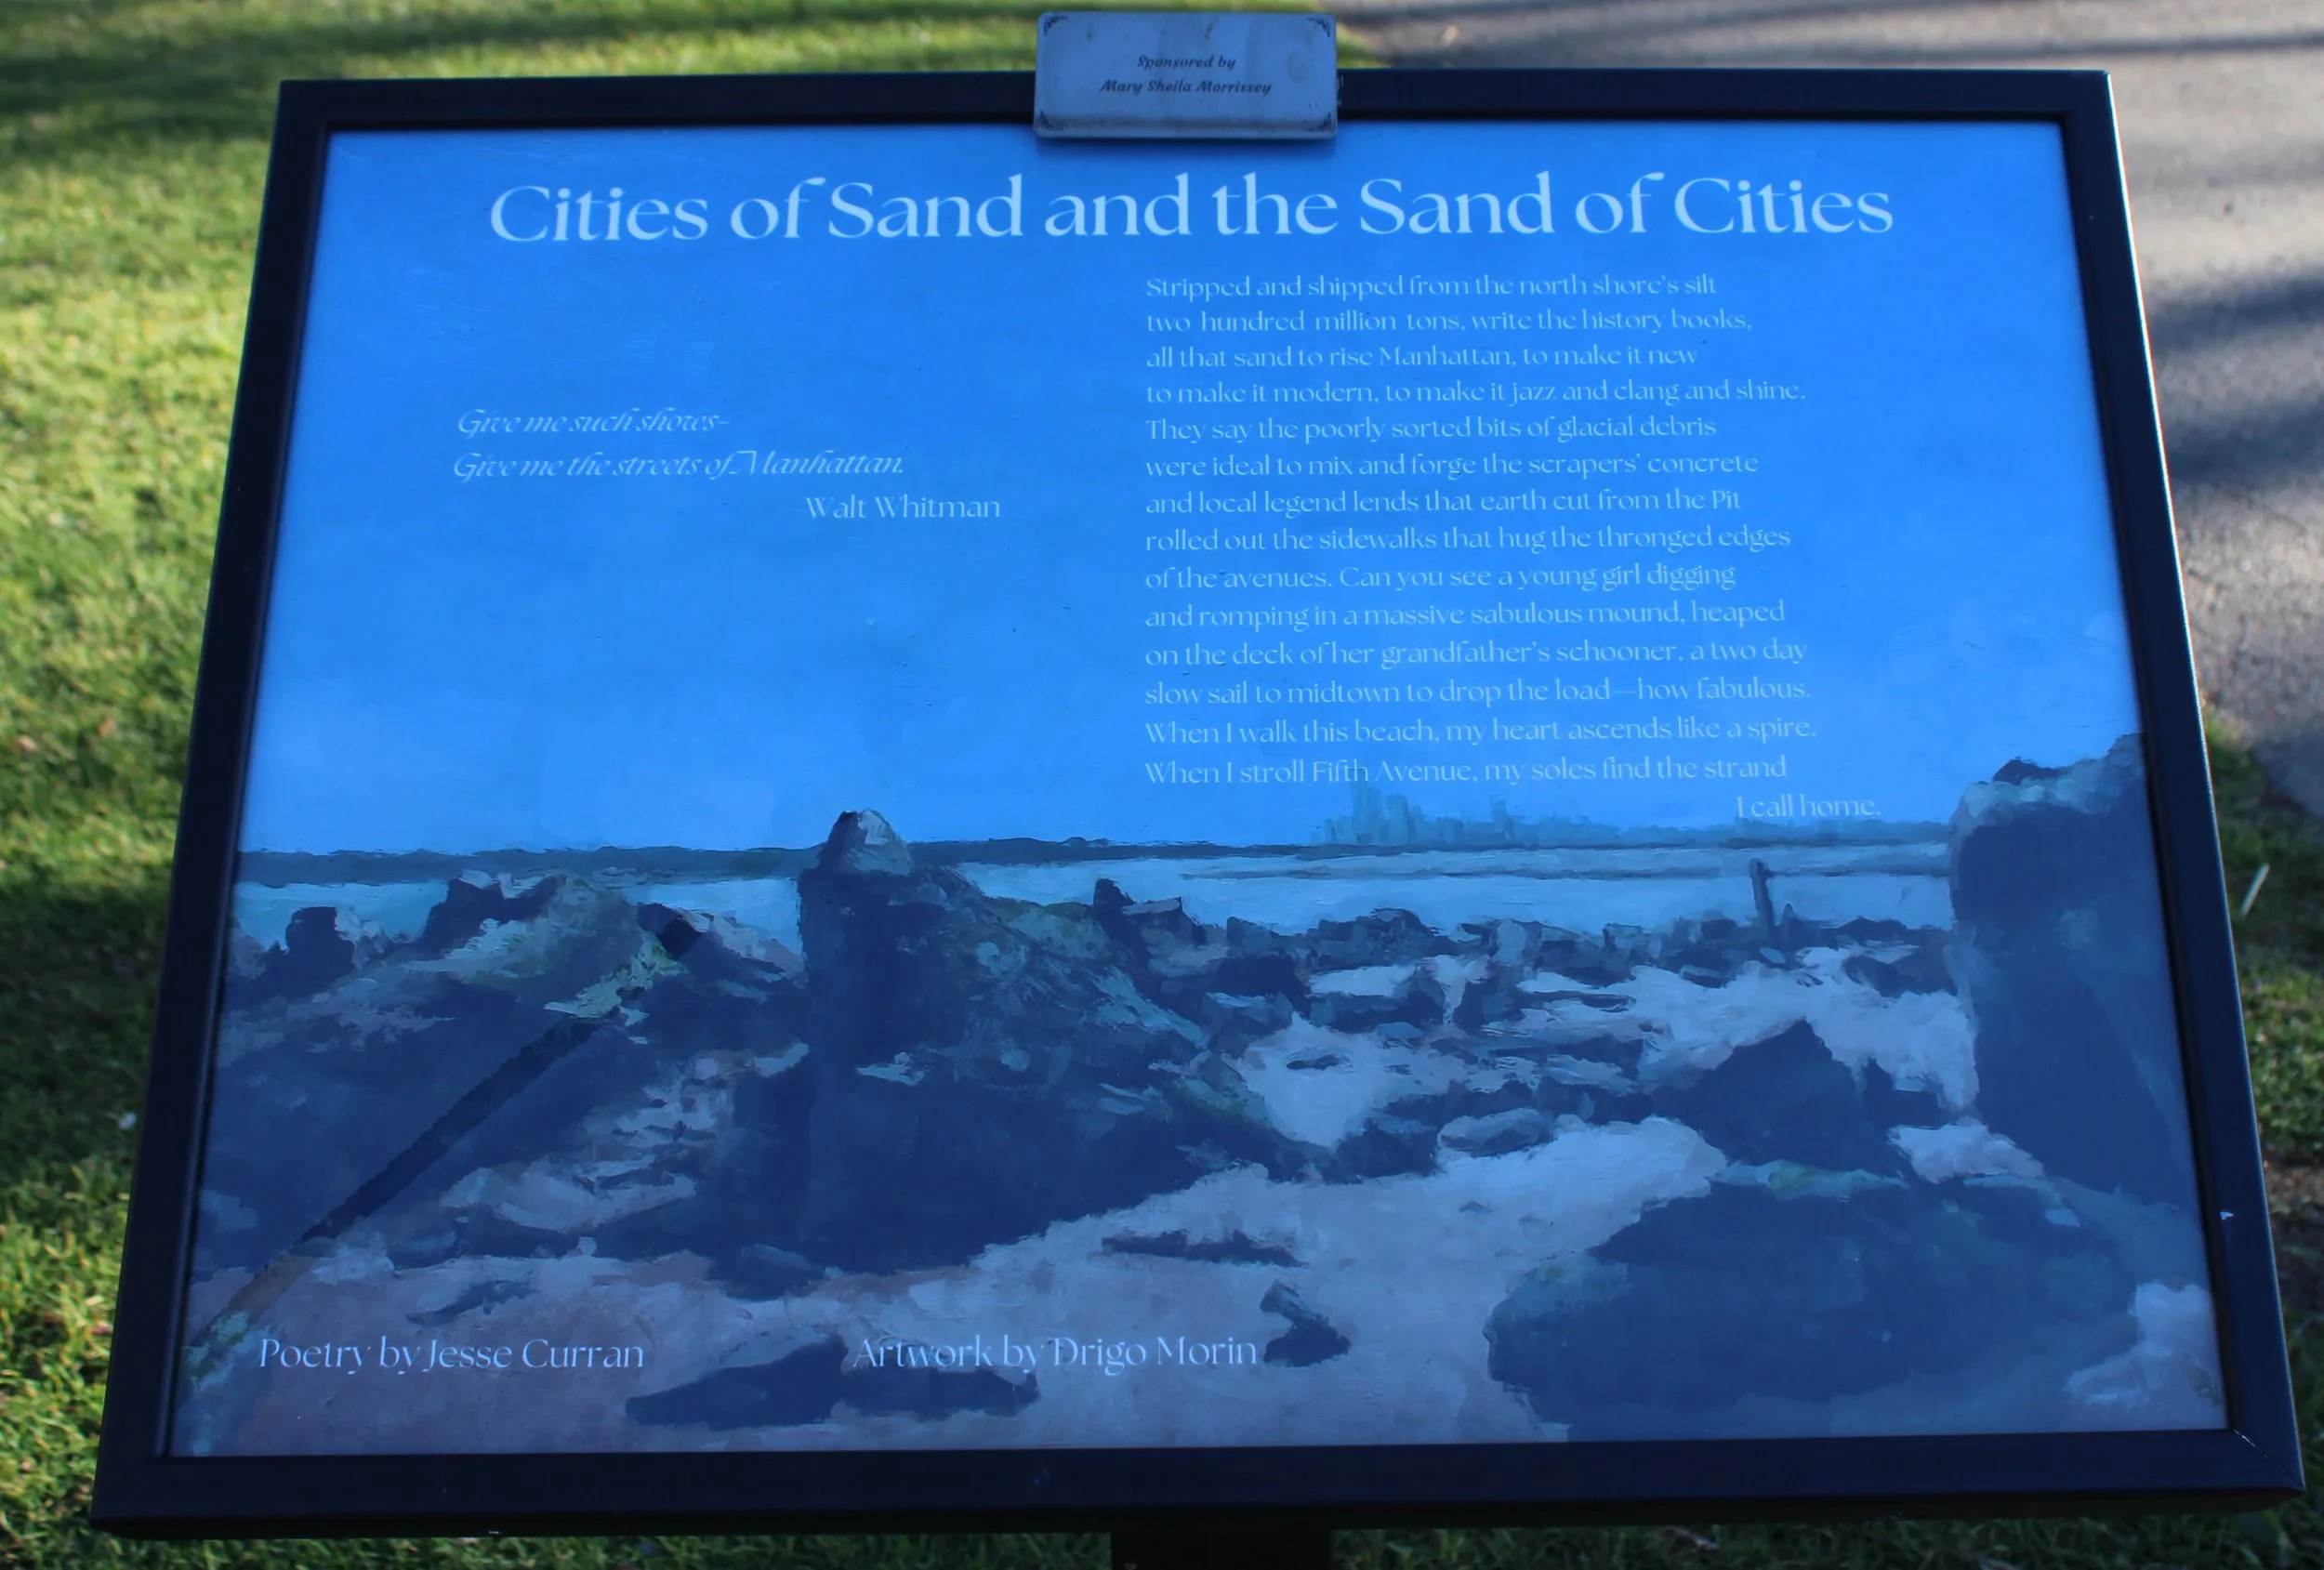 Sponsored by
Mary Sheila Morrissey
Cities of Sand and the Sand of Cities
Give me such shows–
Give me the streets of Manhattan.
Walt Whitman
Stripped and shipped from the north shore's silt
two hundred million tons, write the history books,
all that sand to rise Manhattan, to make it new
to make it modern, to make it jazz and clang and shine.
They say the poorly sorted bits of glacial debris
were ideal to mix and forge the scrapers' concrete
and local legend lends that earth cut from the Pit
rolled out the sidewalks that hug the thronged edges
of the avenues. Can you see a young girl digging
and romping in a massive sabulous mound, heaped
on the deck of her grandfather's schooner, a two day
slow sail to midtown to drop the load—how fabulous.
When I walk this beach, my heart ascends like a spire.
When I stroll Fifth Avenue, my soles find the strand
I call home.
Poetry by Jesse Curran
Artwork by Drigo Morin